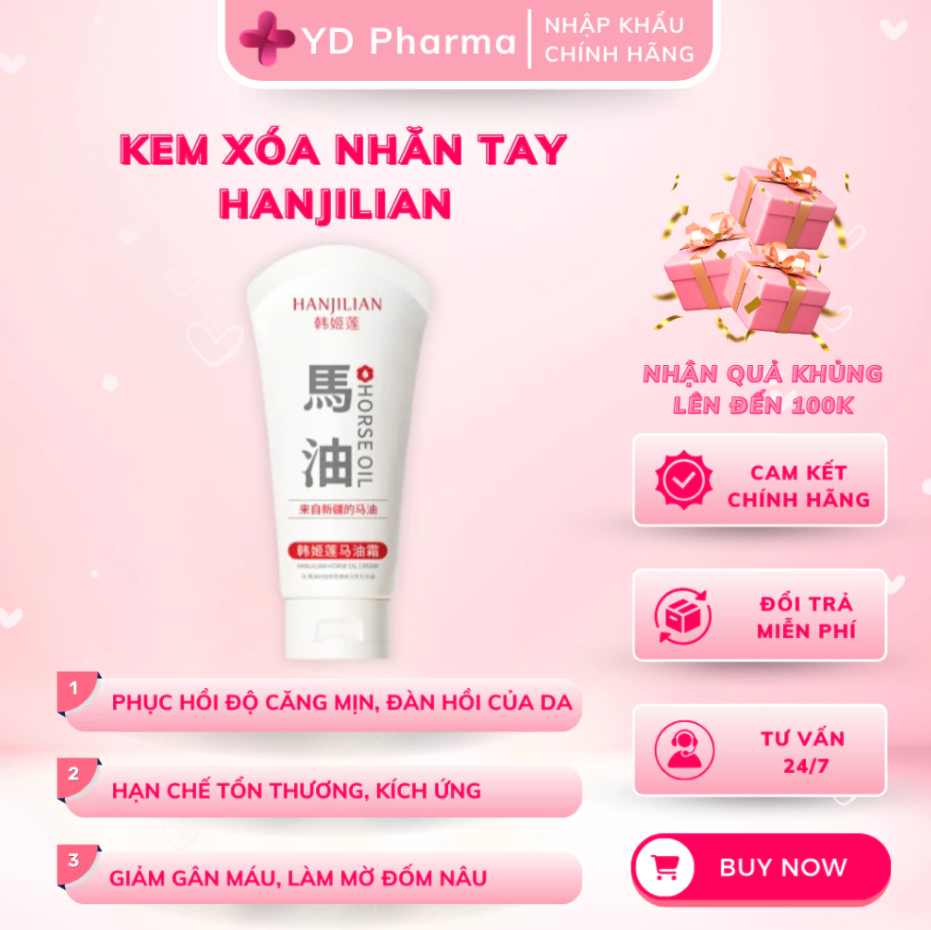 YD Pharma
NHẬP KHẨU
CHÍNH HÃNG
KEM XÓA NHĂN TAY
HANJILIAN
HANJILIAN
韩姬莲
馬油
HORSE OIL
来自新疆的马油
韩姬莲马油霜
HANJILIAN HORSE OIL CREAM
NHẬN QUẢ KHỦNG
LÊN ĐẾN 100K
CAM KẾT
CHÍNH HÃNG
ĐỔI TRẢ
MIỄN PHÍ
TƯ VẤN
24/7
BUY NOW
1
PHỤC HỒI ĐỘ CĂNG MỊN, ĐÀN HỒI CỦA DA
2
HẠN CHẾ TỔN THƯƠNG, KÍCH ỨNG
3
GIẢM GÂN MÁU, LÀM MỜ ĐỐM NÂU